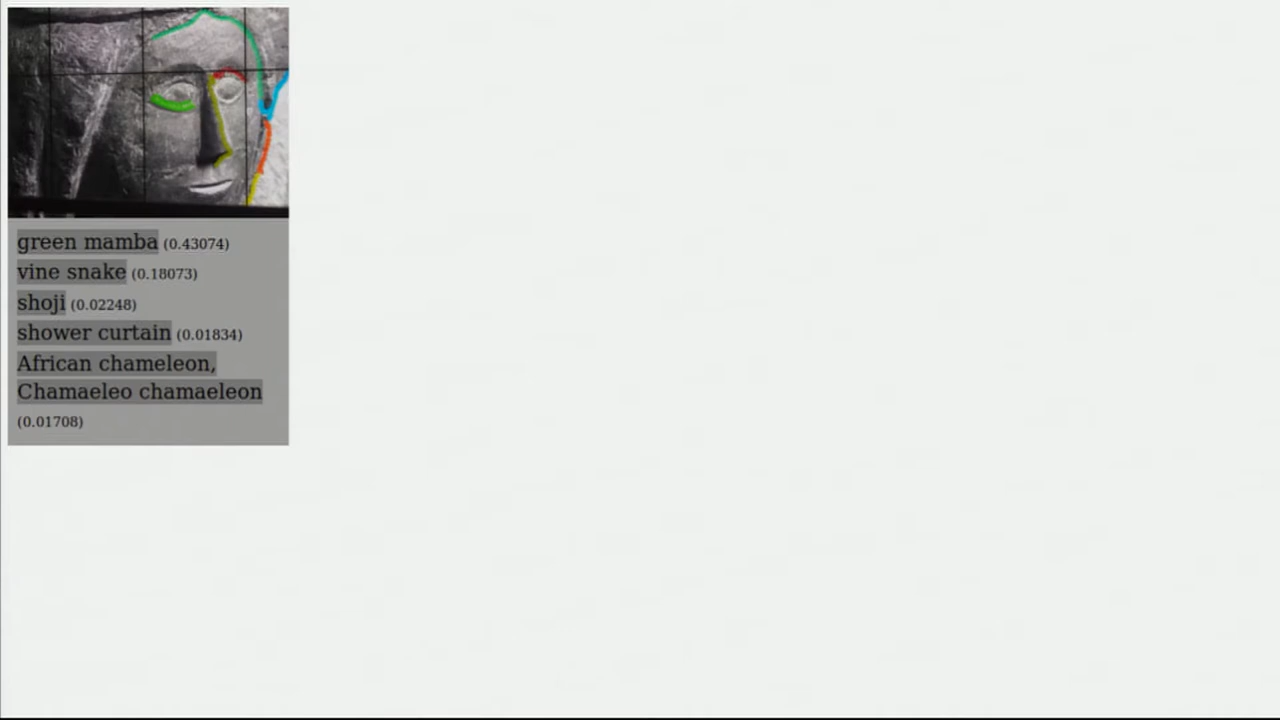 green mamba (0.43074)
vine snake (0.18073)
shoji (0.02248)
shower curtain (0.01834)
African chameleon,
Chamaeleo chamaeleon
(0.01708)